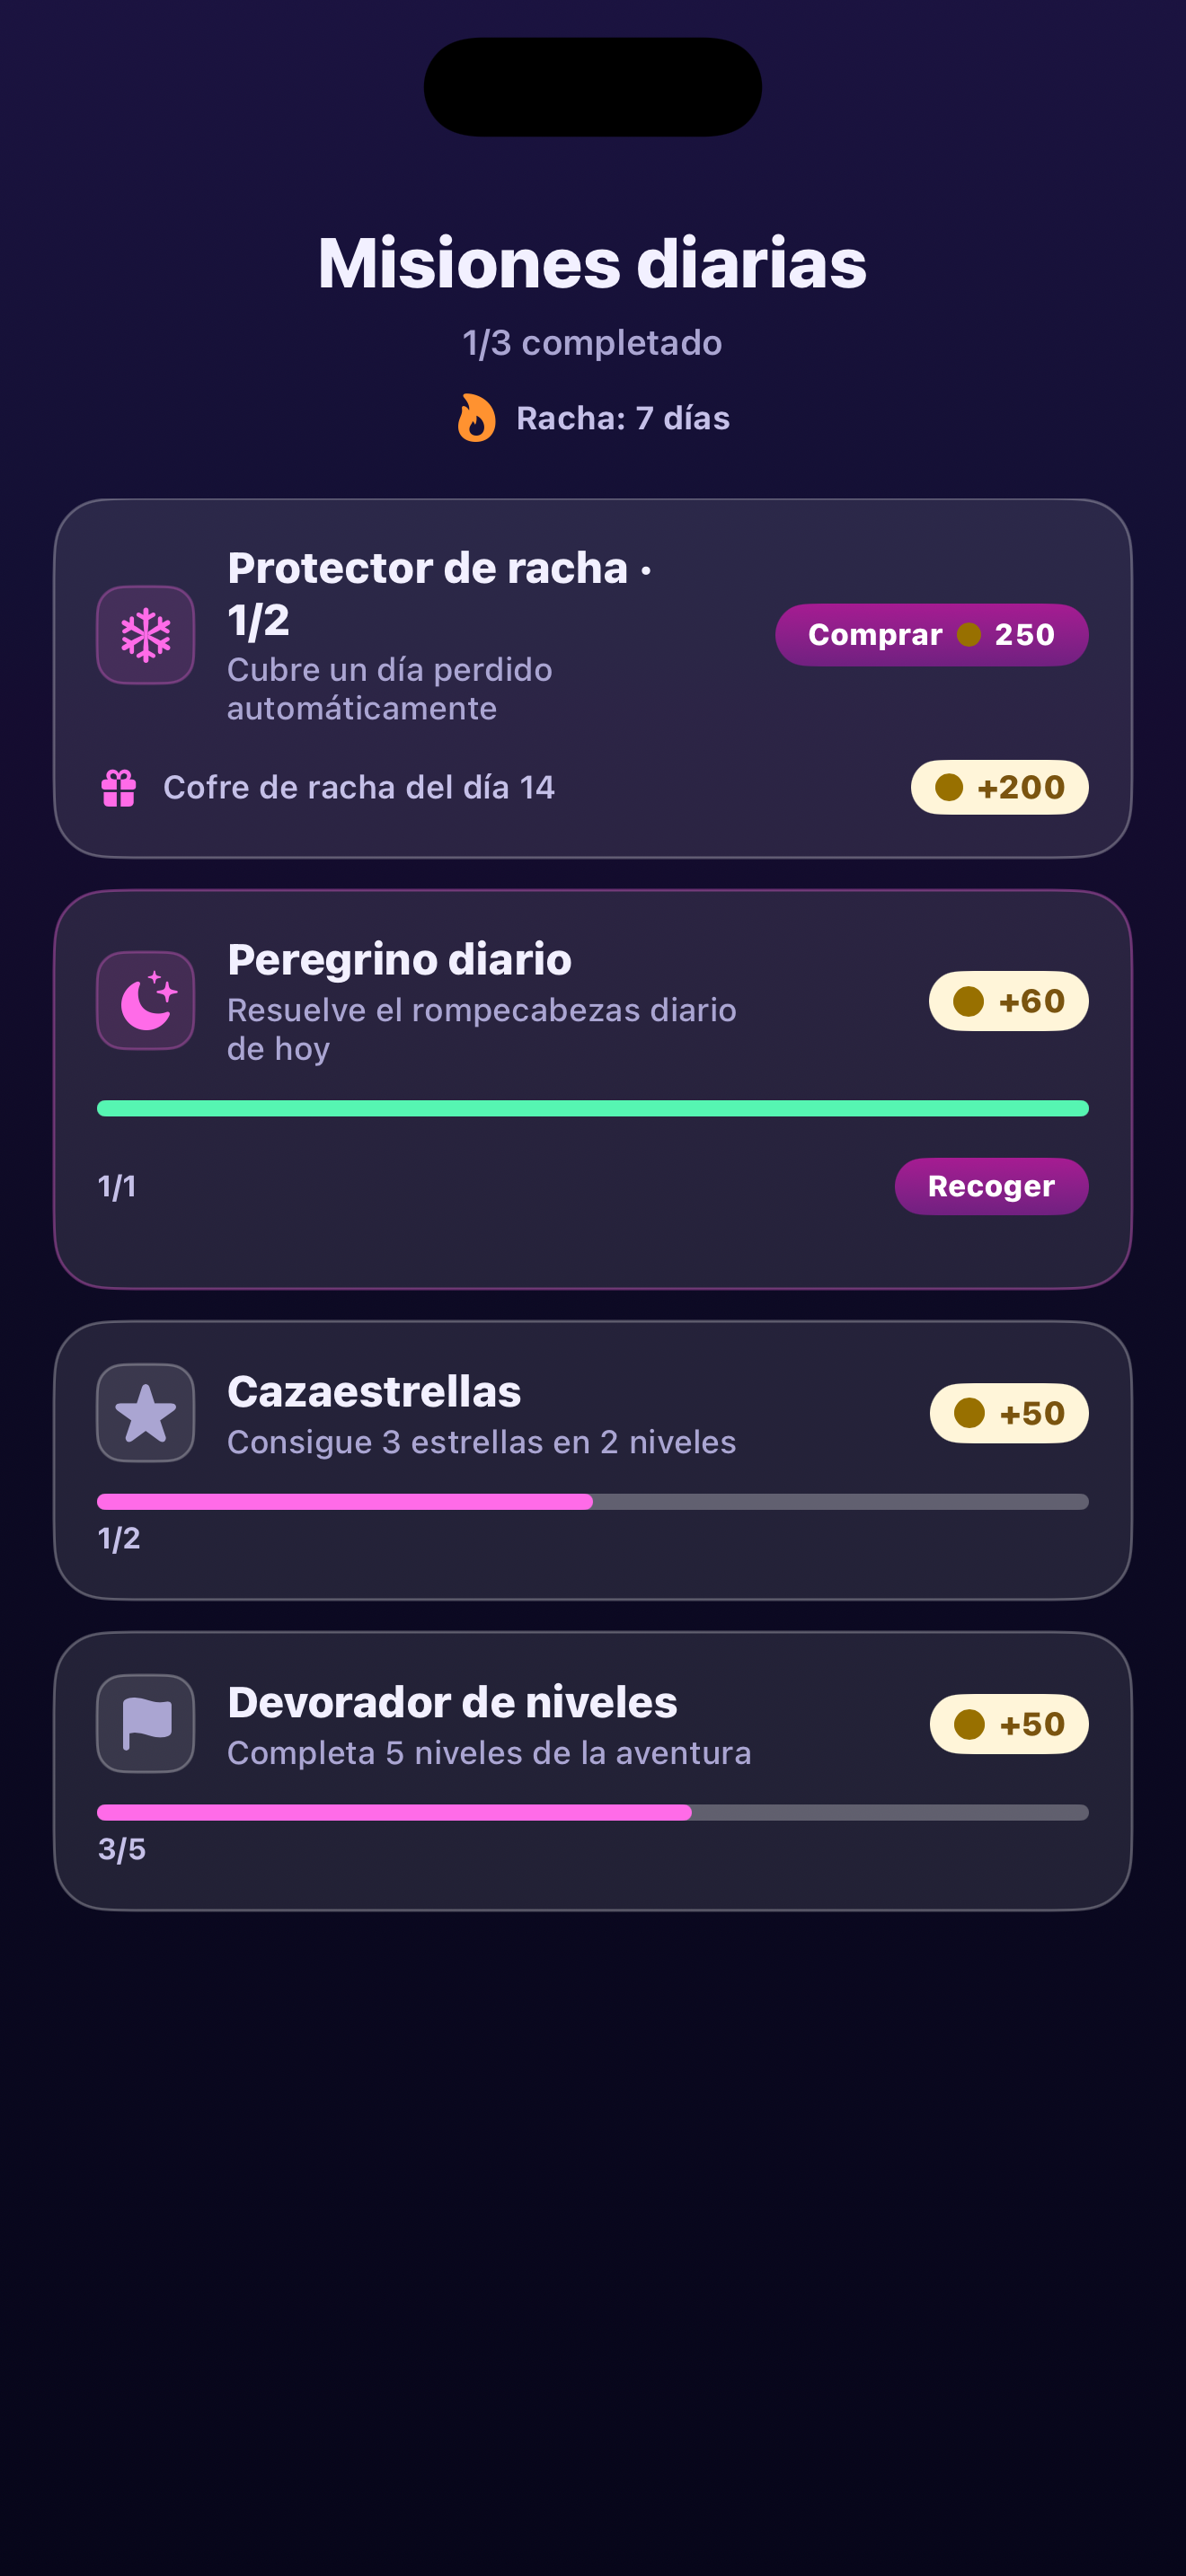 Misiones diarias
1/3 completado
Racha: 7 días
Protector de racha ·
1/2
Cubre un día perdido
automáticamente
Comprar 250
Cofre de racha del día 14
+200
Peregrino diario
Resuelve el rompecabezas diario
de hoy
+60
1/1
Recoger
Cazaestrellas
Consigue 3 estrellas en 2 niveles
+50
1/2
Devorador de niveles
Completa 5 niveles de la aventura
+50
3/5